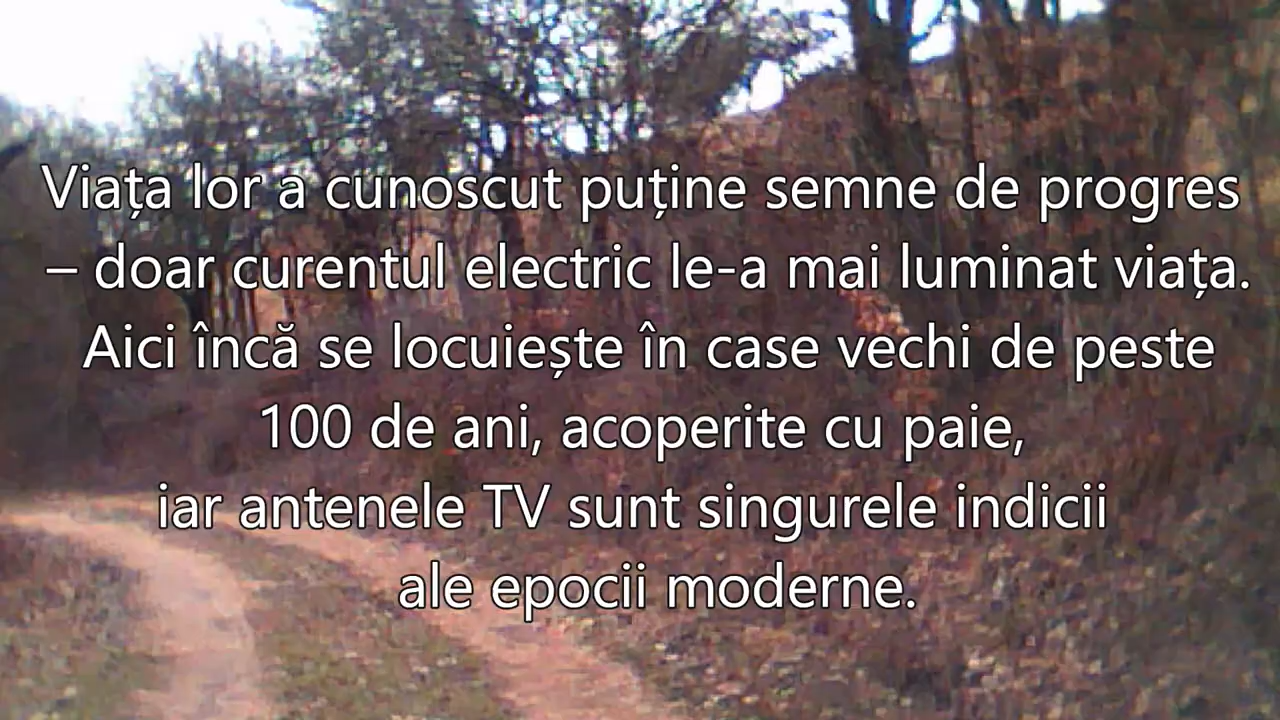 Viața lor a cunoscut puține semne de progres
– doar curentul electric le-a mai luminat viața.
Aici încă se locuiește în case vechi de peste
100 de ani, acoperite cu paie,
iar antenele TV sunt singurele indicii
ale epocii moderne.